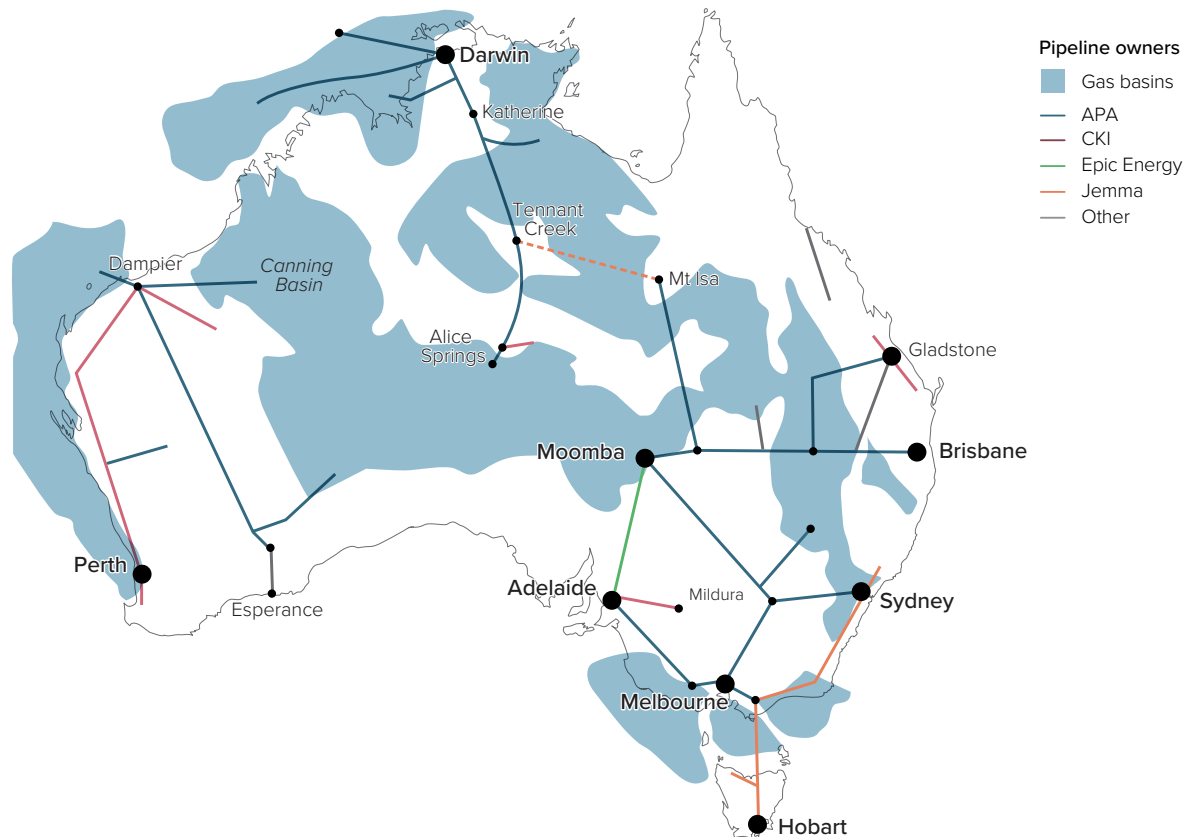 Pipeline owners
Gas basins
APA
CKI
Epic Energy
Jemma
Other
Darwin
Katherine
Tennant
Creek
Mt Isa
Dampier
Canning
Basin
Alice
Springs
Gladstone
Moomba
Brisbane
Perth
Esperance
Adelaide
Mildura
Sydney
Melbourne
Hobart